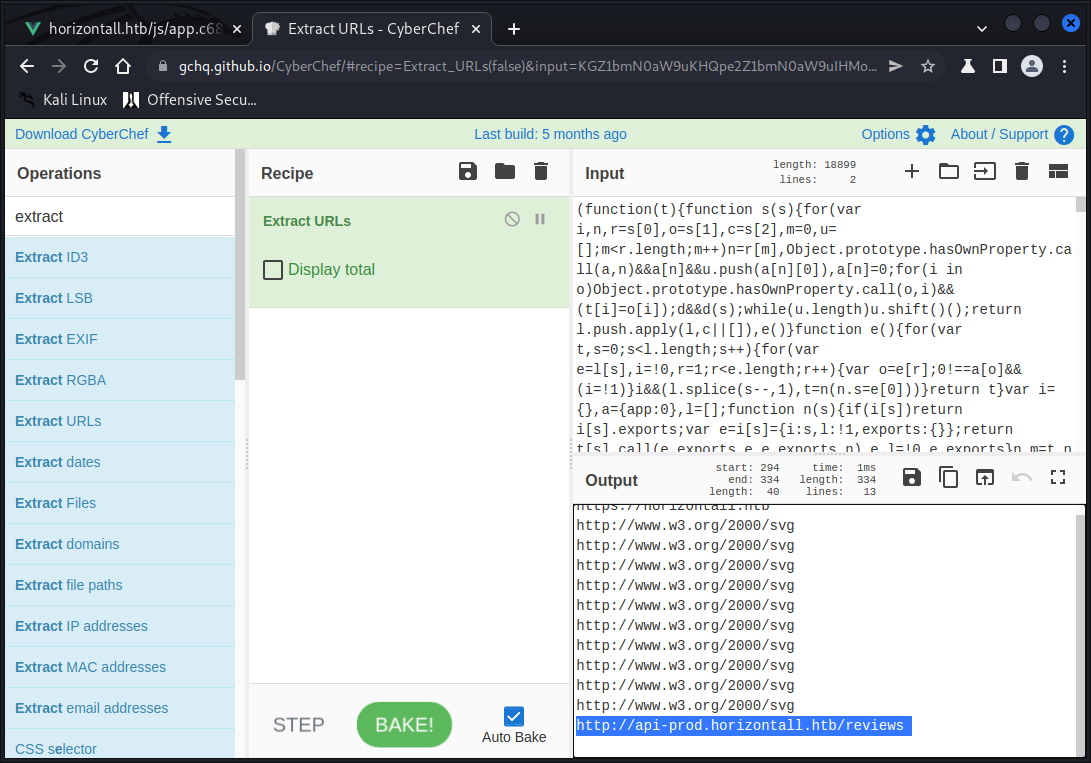 horizontall.htb/js/app.c68
Extract URLs - CyberChef
gchq.github.io/CyberChef/#recipe=Extract_URLs(false)&input=KGZ1bmN0aW9uKHQpe2Z1bmN0aW9uIHMo...
Kali Linux
Offensive Secu...
Download CyberChef
Last build: 5 months ago
Options
About / Support
Operations
extract
Extract ID3
Extract LSB
Extract EXIF
Extract RGBA
Extract URLs
Extract dates
Extract Files
Extract domains
Extract file paths
Extract IP addresses
Extract MAC addresses
Extract email addresses
CSS selector
Recipe
Extract URLs
Display total
STEP
BAKE!
Auto Bake
Input
length: 18899
lines: 2
(function(t){function s(s){for(var
i,n,r=s[0],o=s[1],c=s[2],m=0,u=
[];m<r.length;m++)n=r[m],Object.prototype.hasOwnProperty.ca
ll(a,n)&&a[n]&&u.push(a[n][0]),a[n]=0;for(i in
o)Object.prototype.hasOwnProperty.call(o,i)&&
(t[i]=o[i]);d&&d(s);while(u.length)u.shift()();return
l.push.apply(l,c||[]),e()}function e(){for(var
t,s=0;s<l.length;s++){for(var
e=l[s],i=!0,r=1;r<e.length;r++){var o=e[r];0!==a[o]&&
(i=!1)}i&&(l.splice(s--,1),t=n(n.s=e[0]))}return t}var i=
{},a={app:0},l=[];function n(s){if(i[s])return
i[s].exports;var e=i[s]={i:s,l:!1,exports:{}};return
t[s].call(e.exports,e,e.exports,n),e.l=!0,e.exports}n.m=t,n
Output
start: 294
end: 334
length: 40
time: 1ms
length: 334
lines: 13
https://horizontall.htb
http://www.w3.org/2000/svg
http://www.w3.org/2000/svg
http://www.w3.org/2000/svg
http://www.w3.org/2000/svg
http://www.w3.org/2000/svg
http://www.w3.org/2000/svg
http://www.w3.org/2000/svg
http://www.w3.org/2000/svg
http://www.w3.org/2000/svg
http://www.w3.org/2000/svg
http://api-prod.horizontall.htb/reviews